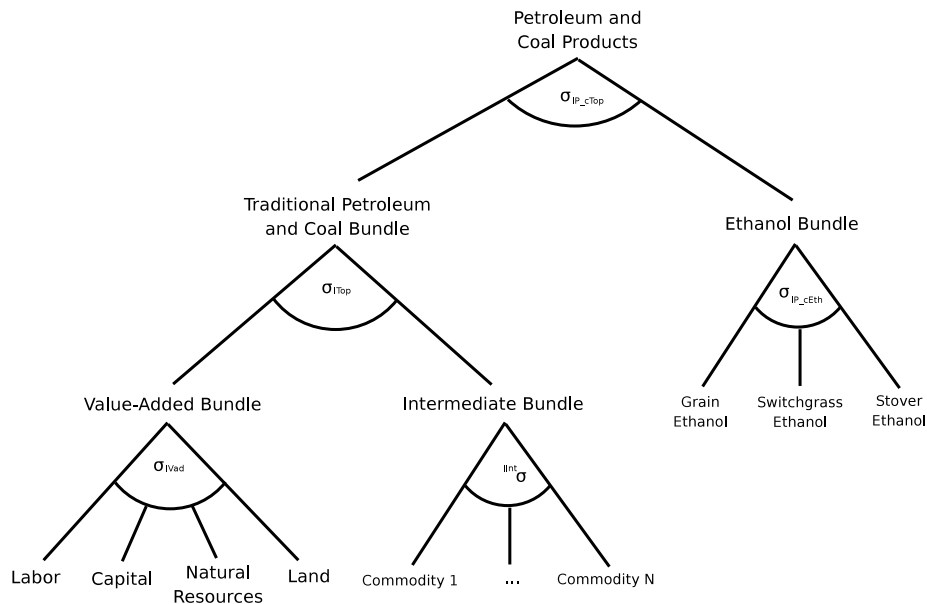 Petroleum and
Coal Products
σIP_cTop
Traditional Petroleum
and Coal Bundle
Ethanol Bundle
σITop
σIP_cEth
Value-Added Bundle
Intermediate Bundle
Grain
Ethanol
Switchgrass
Ethanol
Stover
Ethanol
σIVad
IIntσ
Labor
Capital
Natural
Resources
Land
Commodity 1
...
Commodity N